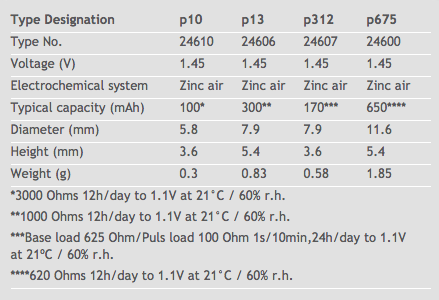 Type Designation p10 p13 p312 p675
Type No. 24610 24606 24607 24600
Voltage (V) 1.45 1.45 1.45 1.45
Electrochemical system Zinc air Zinc air Zinc air Zinc air
Typical capacity (mAh) 100* 300** 170*** 650****
Diameter (mm) 5.8 7.9 7.9 11.6
Height (mm) 3.6 5.4 3.6 5.4
Weight (g) 0.3 0.83 0.58 1.85
*3000 Ohms 12h/day to 1.1V at 21°C / 60% r.h.
**1000 Ohms 12h/day to 1.1V at 21°C / 60% r.h.
***Base load 625 Ohm/Puls load 100 Ohm 1s/10min,24h/day to 1.1V
at 21ºC / 60% r.h.
****620 Ohms 12h/day to 1.1V at 21°C / 60% r.h.